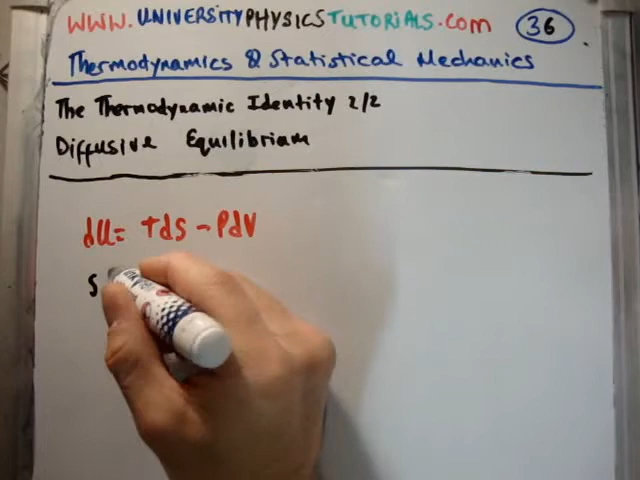 WWW.UNIVERSITYPHYSICSTUTORIALS.com 36
Thermodynamics & Statistical Mechanics
The Thermodynamic Identity 2/2
Diffusive Equilibrium
dU= TdS - PdV
S